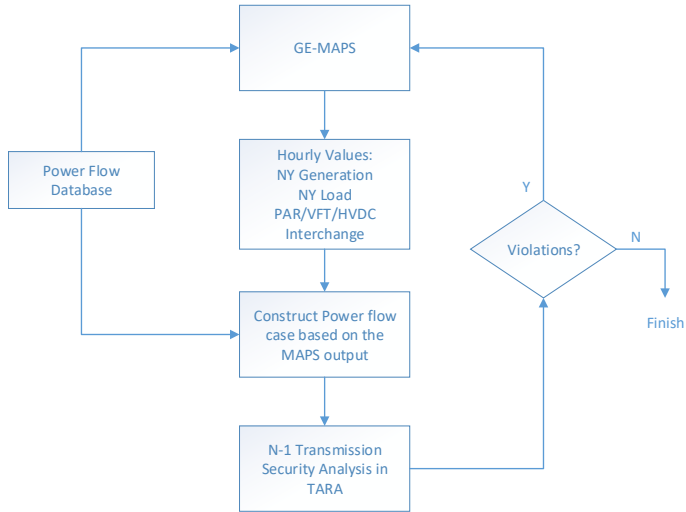 GE-MAPS
Power Flow
Database
Hourly Values:
NY Generation
NY Load
PAR/VFT/HVDC
Interchange
Y
Violations?
N
Finish
Construct Power flow
case based on the
MAPS output
N-1 Transmission
Security Analysis in
TARA